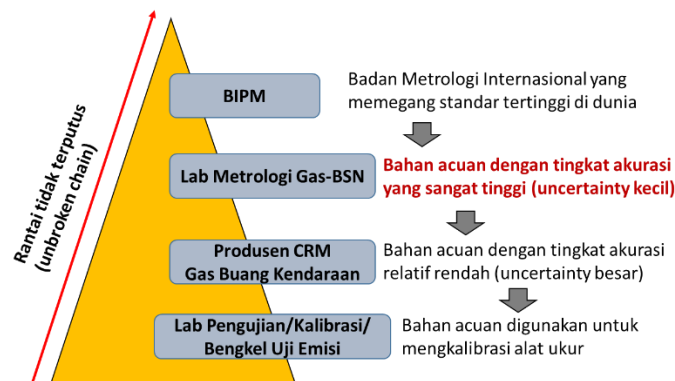 Rantai tidak terputus
(unbroken chain)
BIPM
Badan Metrologi Internasional yang
memegang standar tertinggi di dunia
Lab Metrologi Gas-BSN
Bahan acuan dengan tingkat akurasi
yang sangat tinggi (uncertainty kecil)
Produsen CRM
Gas Buang Kendaraan
Bahan acuan dengan tingkat akurasi
relatif rendah (uncertainty besar)
Lab Pengujian/Kalibrasi/
Bengkel Uji Emisi
Bahan acuan digunakan untuk
mengkalibrasi alat ukur